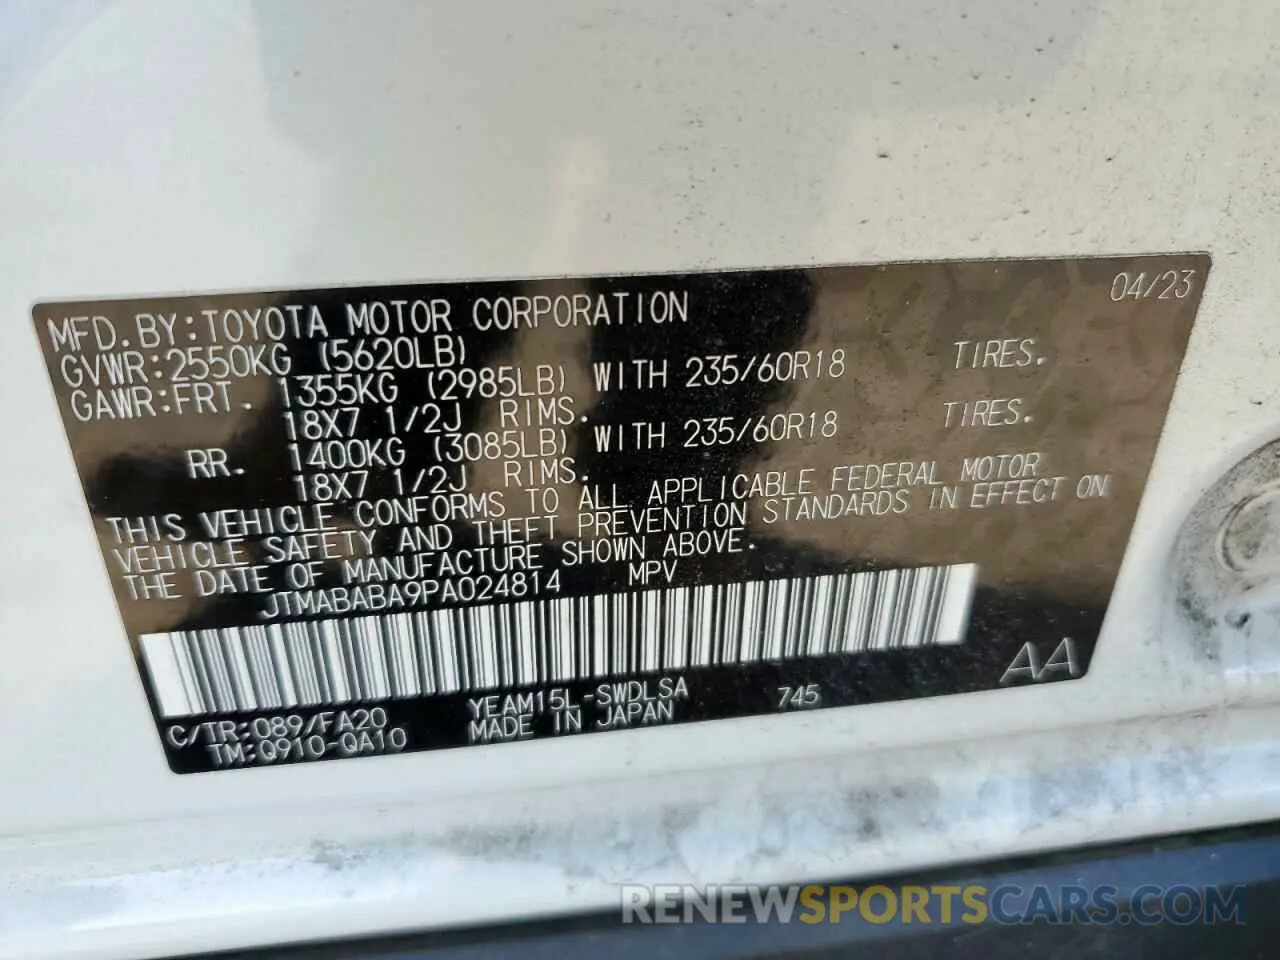 04/23
MFD.BY:TOYOTA MOTOR CORPORATION
GVWR:2550KG (5620LB)
GAWR:FRT. 1355KG (2985LB) WITH 235/60R18 TIRES.
18X7 1/2J RIMS.
RR. 1400KG (3085LB) WITH 235/60R18 TIRES.
18X7 1/2J RIMS.
THIS VEHICLE CONFORMS TO ALL APPLICABLE FEDERAL MOTOR
VEHICLE SAFETY AND THEFT PREVENTION STANDARDS IN EFFECT ON
THE DATE OF MANUFACTURE SHOWN ABOVE.
JTMABABA9PA024814 MPV
C/TR:089/FA20 YEAM15L-SWDLSA 745 AA
TM:Q910-QA10 MADE IN JAPAN
RENEWSPORTSCARS.COM